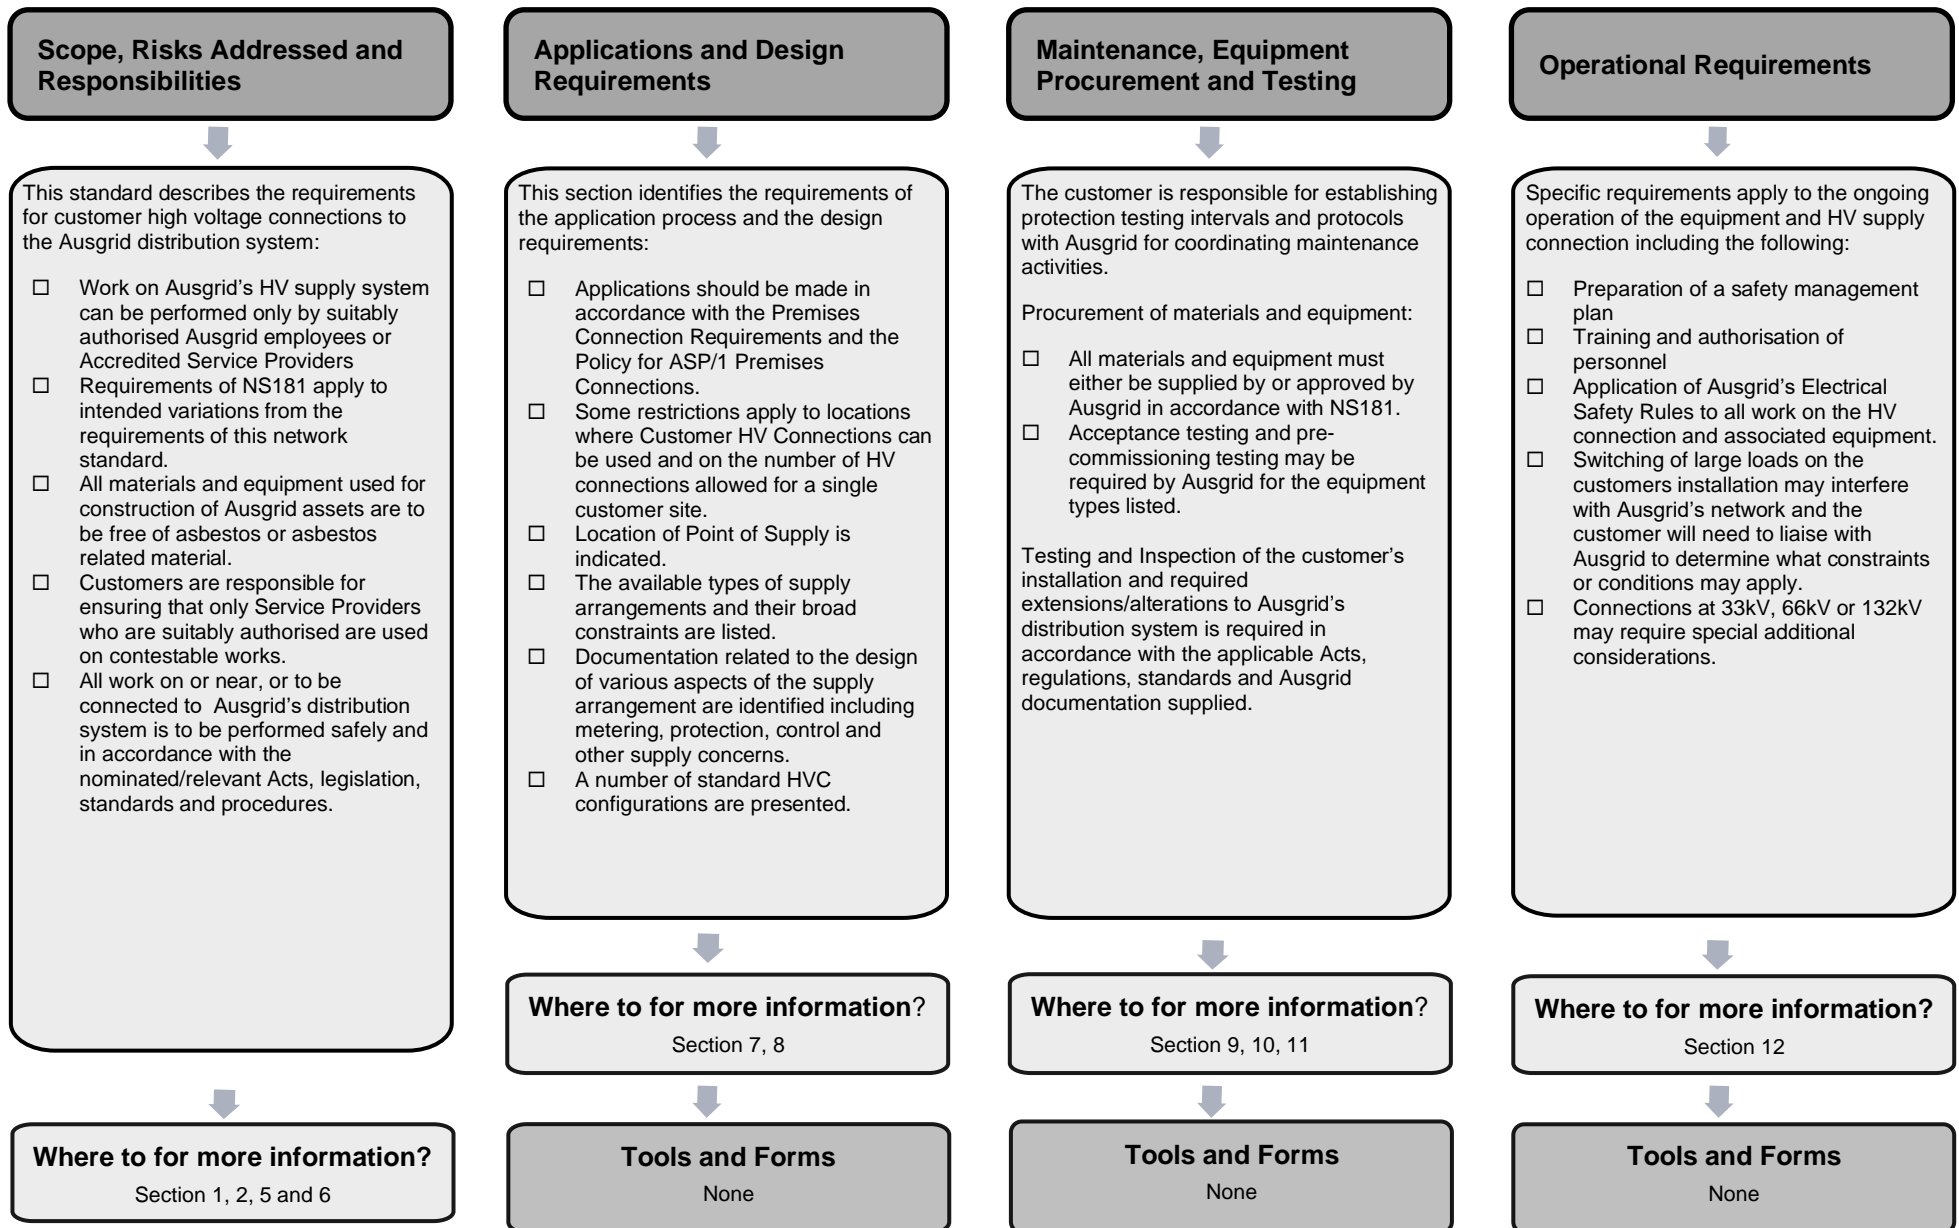 Scope, Risks Addressed and
Responsibilities
This standard describes the requirements
for customer high voltage connections to
the Ausgrid distribution system:
☐ Work on Ausgrid’s HV supply system
can be performed only by suitably
authorised Ausgrid employees or
Accredited Service Providers
☐ Requirements of NS181 apply to
intended variations from the
requirements of this network
standard.
☐ All materials and equipment used for
construction of Ausgrid assets are to
be free of asbestos or asbestos
related material.
☐ Customers are responsible for
ensuring that only Service Providers
who are suitably authorised are used
on contestable works.
☐ All work on or near, or to be
connected to Ausgrid’s distribution
system is to be performed safely and
in accordance with the
nominated/relevant Acts, legislation,
standards and procedures.
Where to for more information?
Section 1, 2, 5 and 6
Applications and Design
Requirements
This section identifies the requirements of
the application process and the design
requirements:
☐ Applications should be made in
accordance with the Premises
Connection Requirements and the
Policy for ASP/1 Premises
Connections.
☐ Some restrictions apply to locations
where Customer HV Connections can
be used and on the number of HV
connections allowed for a single
customer site.
☐ Location of Point of Supply is
indicated.
☐ The available types of supply
arrangements and their broad
constraints are listed.
☐ Documentation related to the design
of various aspects of the supply
arrangement are identified including
metering, protection, control and
other supply concerns.
☐ A number of standard HVC
configurations are presented.
Where to for more information?
Section 7, 8
Tools and Forms
None
Maintenance, Equipment
Procurement and Testing
The customer is responsible for establishing
protection testing intervals and protocols
with Ausgrid for coordinating maintenance
activities.
Procurement of materials and equipment:
☐ All materials and equipment must
either be supplied by or approved by
Ausgrid in accordance with NS181.
☐ Acceptance testing and pre-
commissioning testing may be
required by Ausgrid for the equipment
types listed.
Testing and Inspection of the customer’s
installation and required
extensions/alterations to Ausgrid’s
distribution system is required in
accordance with the applicable Acts,
regulations, standards and Ausgrid
documentation supplied.
Where to for more information?
Section 9, 10, 11
Tools and Forms
None
Operational Requirements
Specific requirements apply to the ongoing
operation of the equipment and HV supply
connection including the following:
☐ Preparation of a safety management
plan
☐ Training and authorisation of
personnel
☐ Application of Ausgrid’s Electrical
Safety Rules to all work on the HV
connection and associated equipment.
☐ Switching of large loads on the
customers installation may interfere
with Ausgrid’s network and the
customer will need to liaise with
Ausgrid to determine what constraints
or conditions may apply.
☐ Connections at 33kV, 66kV or 132kV
may require special additional
considerations.
Where to for more information?
Section 12
Tools and Forms
None